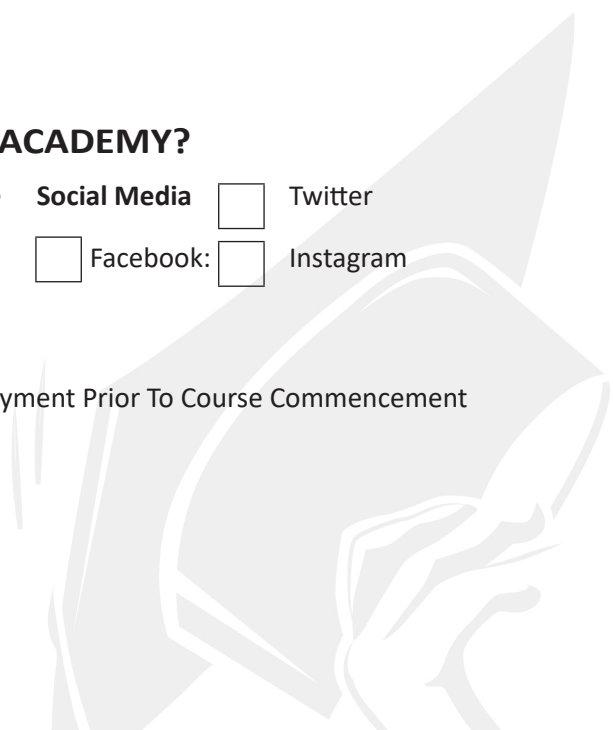 ACADEMY?
Social Media Twitter
Facebook: Instagram
yment Prior To Course Commencement